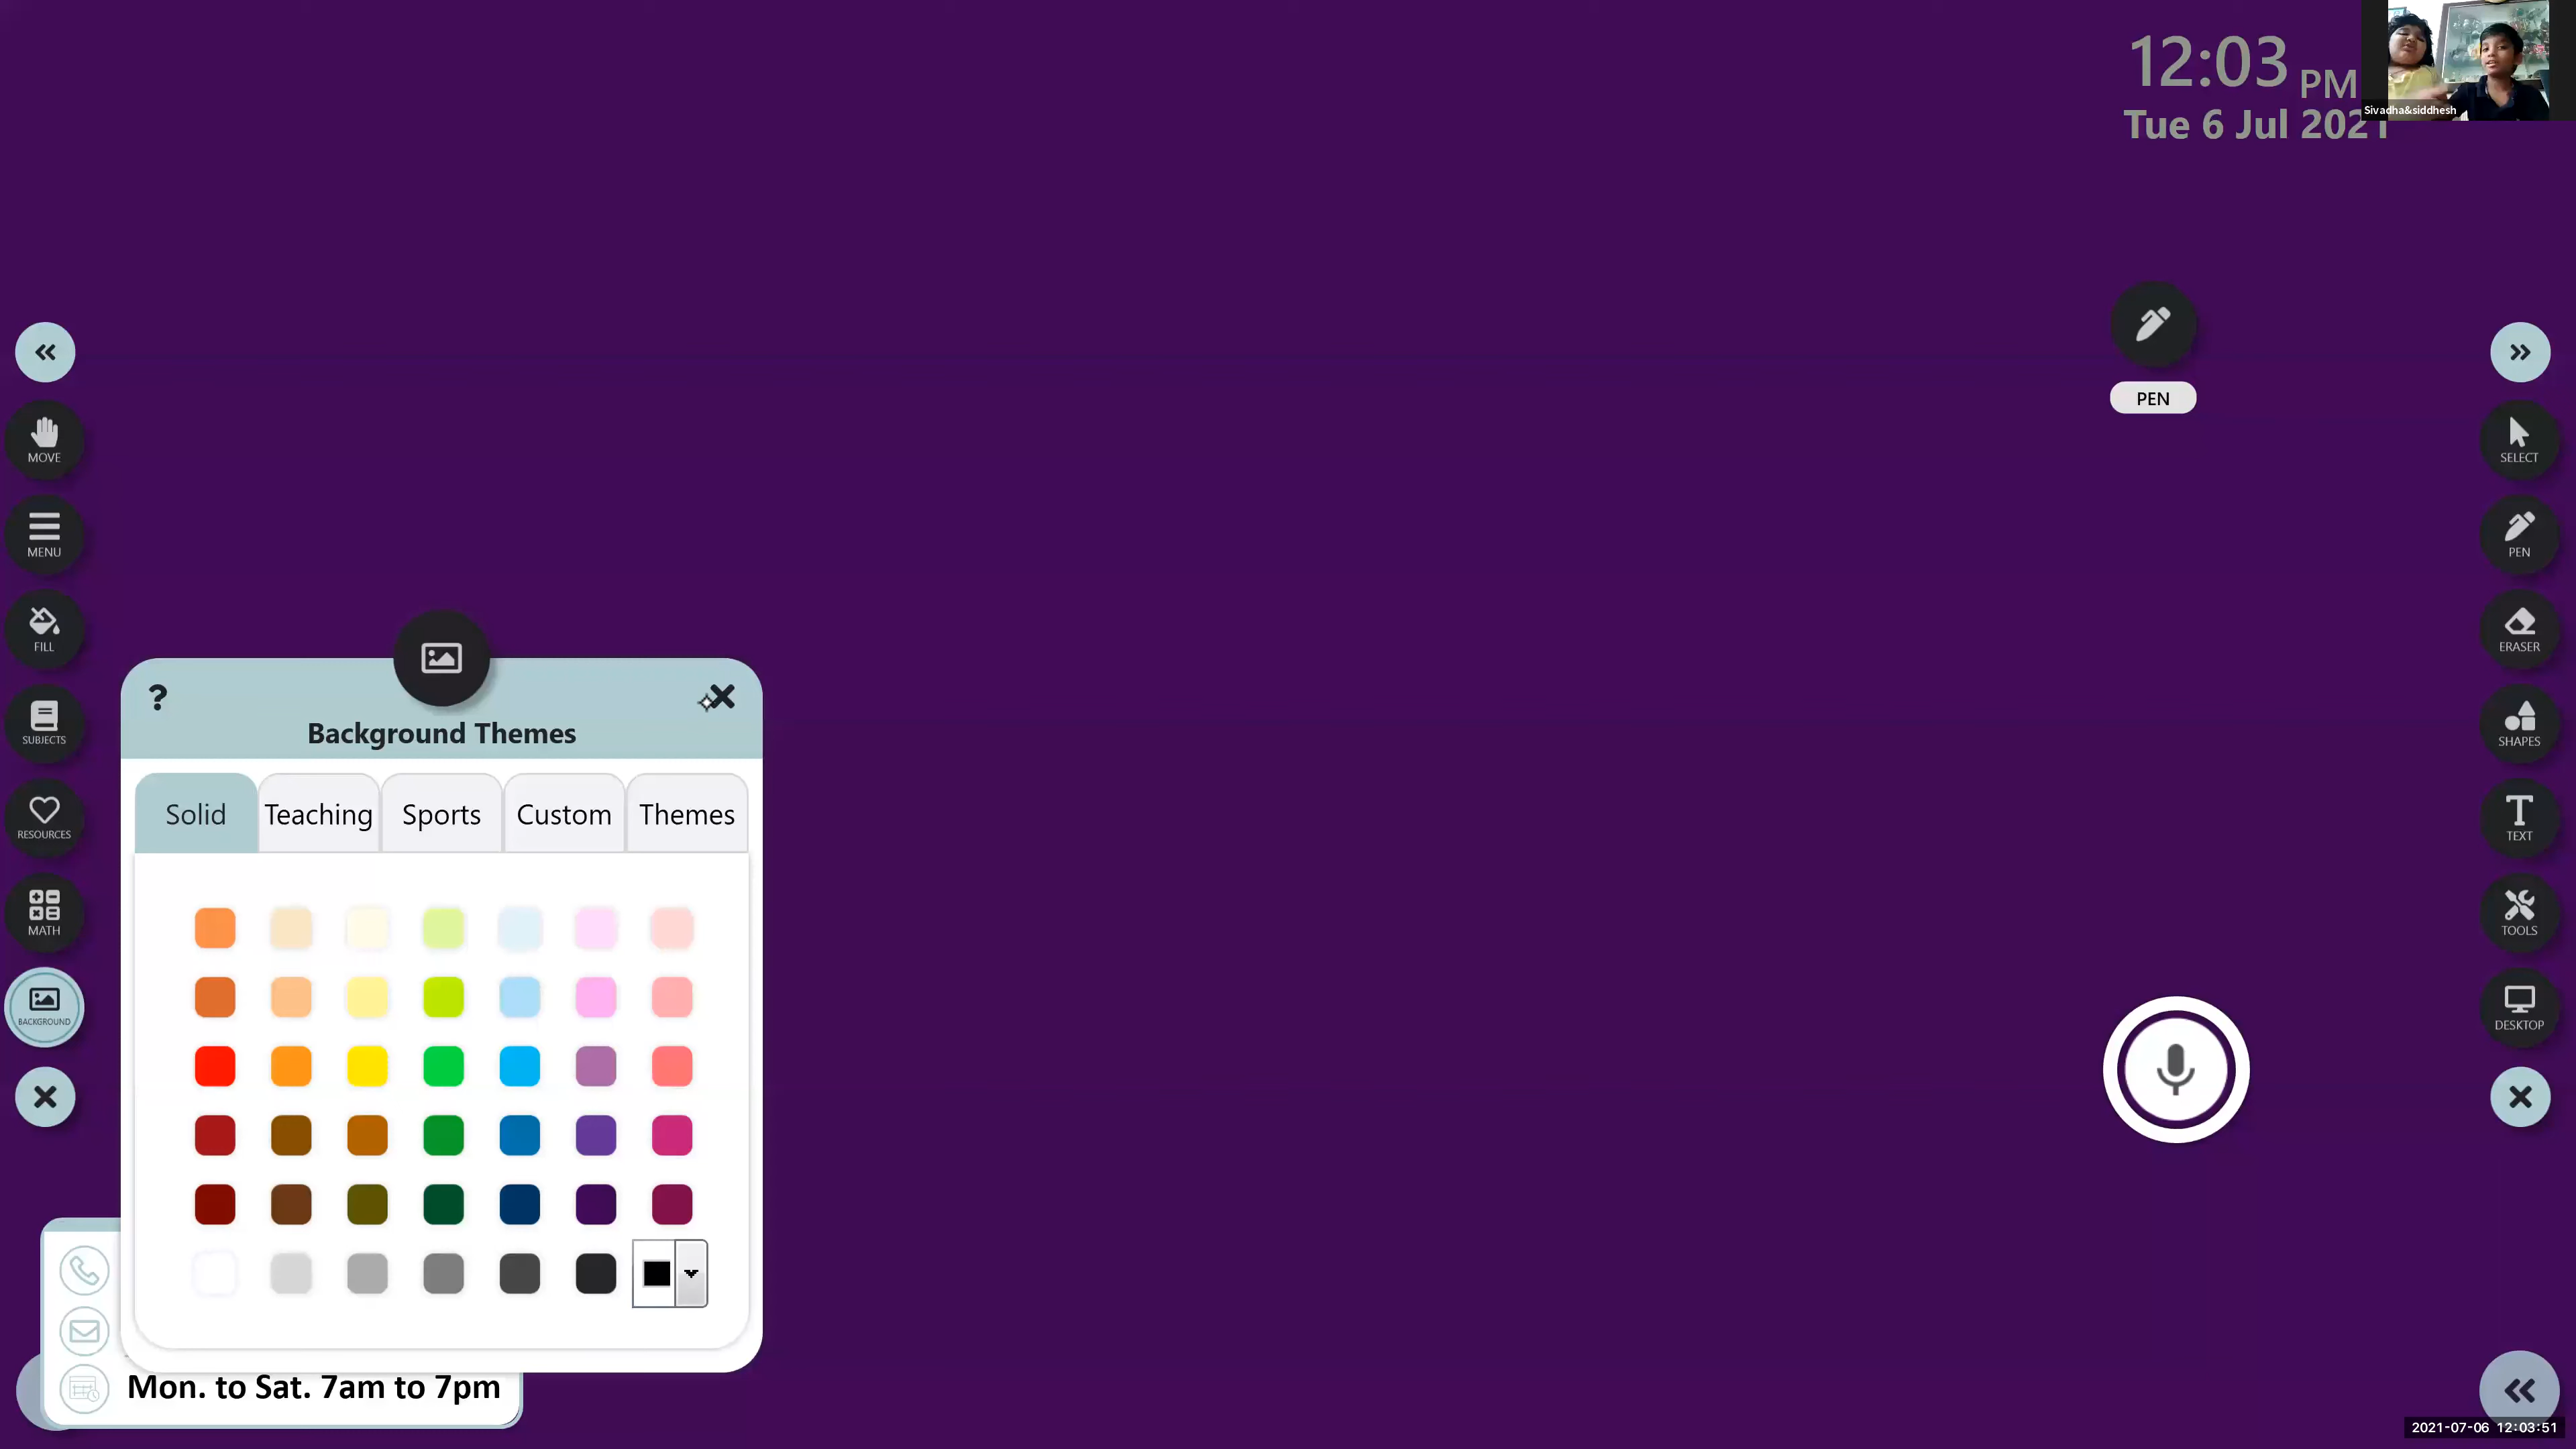 12:03 PM
Tue 6 Jul 2021
Sivadha&siddhesh
PEN
MOVE
MENU
FILL
SUBJECTS
RESOURCES
MATH
BACKGROUND
?
Background Themes
Solid
Teaching
Sports
Custom
Themes
Mon. to Sat. 7am to 7pm
SELECT
PEN
ERASER
SHAPES
TEXT
TOOLS
DESKTOP
2021-07-06 12:03:51